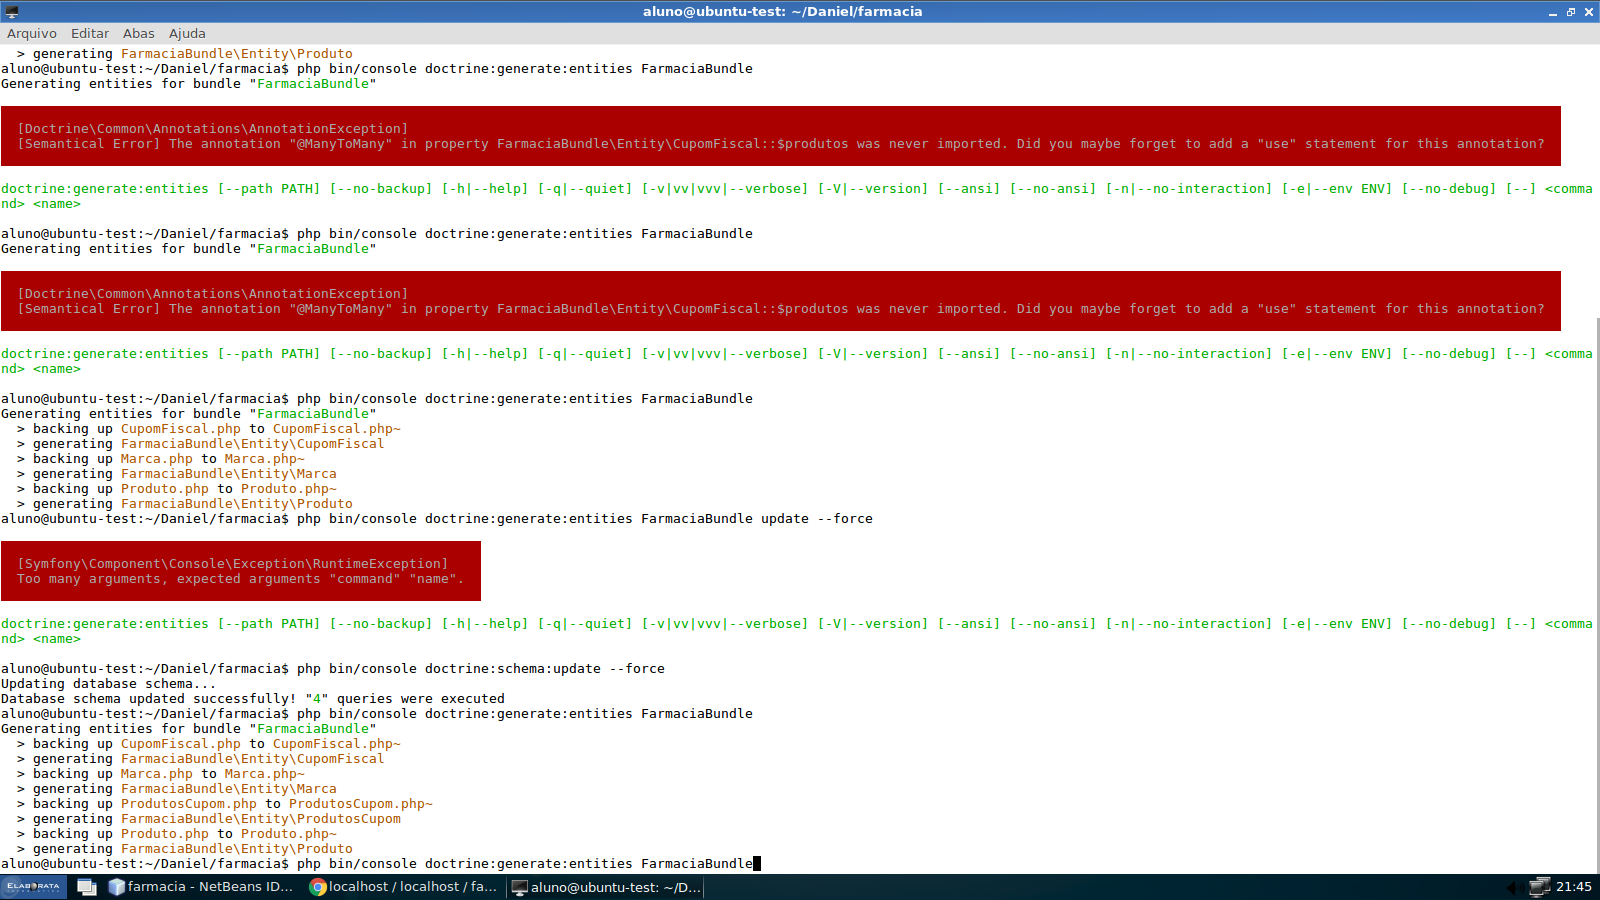 aluno@ubuntu-test: ~/Daniel/farmacia
Arquivo Editar Abas Ajuda
  > generating FarmaciaBundle\Entity\Produto
aluno@ubuntu-test:~/Daniel/farmacia$ php bin/console doctrine:generate:entities FarmaciaBundle
Generating entities for bundle "FarmaciaBundle"
[Doctrine\Common\Annotations\AnnotationException]
[Semantical Error] The annotation "@ManyToMany" in property FarmaciaBundle\Entity\CupomFiscal::$produtos was never imported. Did you maybe forget to add a "use" statement for this annotation?
doctrine:generate:entities [--path PATH] [--no-backup] [-h|--help] [-q|--quiet] [-v|vv|vvv|--verbose] [-V|--version] [--ansi] [--no-ansi] [-n|--no-interaction] [-e|--env ENV] [--no-debug] [--] <comma
nd> <name>
aluno@ubuntu-test:~/Daniel/farmacia$ php bin/console doctrine:generate:entities FarmaciaBundle
Generating entities for bundle "FarmaciaBundle"
[Doctrine\Common\Annotations\AnnotationException]
[Semantical Error] The annotation "@ManyToMany" in property FarmaciaBundle\Entity\CupomFiscal::$produtos was never imported. Did you maybe forget to add a "use" statement for this annotation?
doctrine:generate:entities [--path PATH] [--no-backup] [-h|--help] [-q|--quiet] [-v|vv|vvv|--verbose] [-V|--version] [--ansi] [--no-ansi] [-n|--no-interaction] [-e|--env ENV] [--no-debug] [--] <comma
nd> <name>
aluno@ubuntu-test:~/Daniel/farmacia$ php bin/console doctrine:generate:entities FarmaciaBundle
Generating entities for bundle "FarmaciaBundle"
  > backing up CupomFiscal.php to CupomFiscal.php~
  > generating FarmaciaBundle\Entity\CupomFiscal
  > backing up Marca.php to Marca.php~
  > generating FarmaciaBundle\Entity\Marca
  > backing up Produto.php to Produto.php~
  > generating FarmaciaBundle\Entity\Produto
aluno@ubuntu-test:~/Daniel/farmacia$ php bin/console doctrine:generate:entities FarmaciaBundle update --force
[Symfony\Component\Console\Exception\RuntimeException]
Too many arguments, expected arguments "command" "name".
doctrine:generate:entities [--path PATH] [--no-backup] [-h|--help] [-q|--quiet] [-v|vv|vvv|--verbose] [-V|--version] [--ansi] [--no-ansi] [-n|--no-interaction] [-e|--env ENV] [--no-debug] [--] <comma
nd> <name>
aluno@ubuntu-test:~/Daniel/farmacia$ php bin/console doctrine:schema:update --force
Updating database schema...
Database schema updated successfully! "4" queries were executed
aluno@ubuntu-test:~/Daniel/farmacia$ php bin/console doctrine:generate:entities FarmaciaBundle
Generating entities for bundle "FarmaciaBundle"
  > backing up CupomFiscal.php to CupomFiscal.php~
  > generating FarmaciaBundle\Entity\CupomFiscal
  > backing up Marca.php to Marca.php~
  > generating FarmaciaBundle\Entity\Marca
  > backing up ProdutosCupom.php to ProdutosCupom.php~
  > generating FarmaciaBundle\Entity\ProdutosCupom
  > backing up Produto.php to Produto.php~
  > generating FarmaciaBundle\Entity\Produto
aluno@ubuntu-test:~/Daniel/farmacia$ php bin/console doctrine:generate:entities FarmaciaBundle
ELABORATA farmacia - NetBeans ID... localhost / localhost / fa... aluno@ubuntu-test: ~/D... 21:45